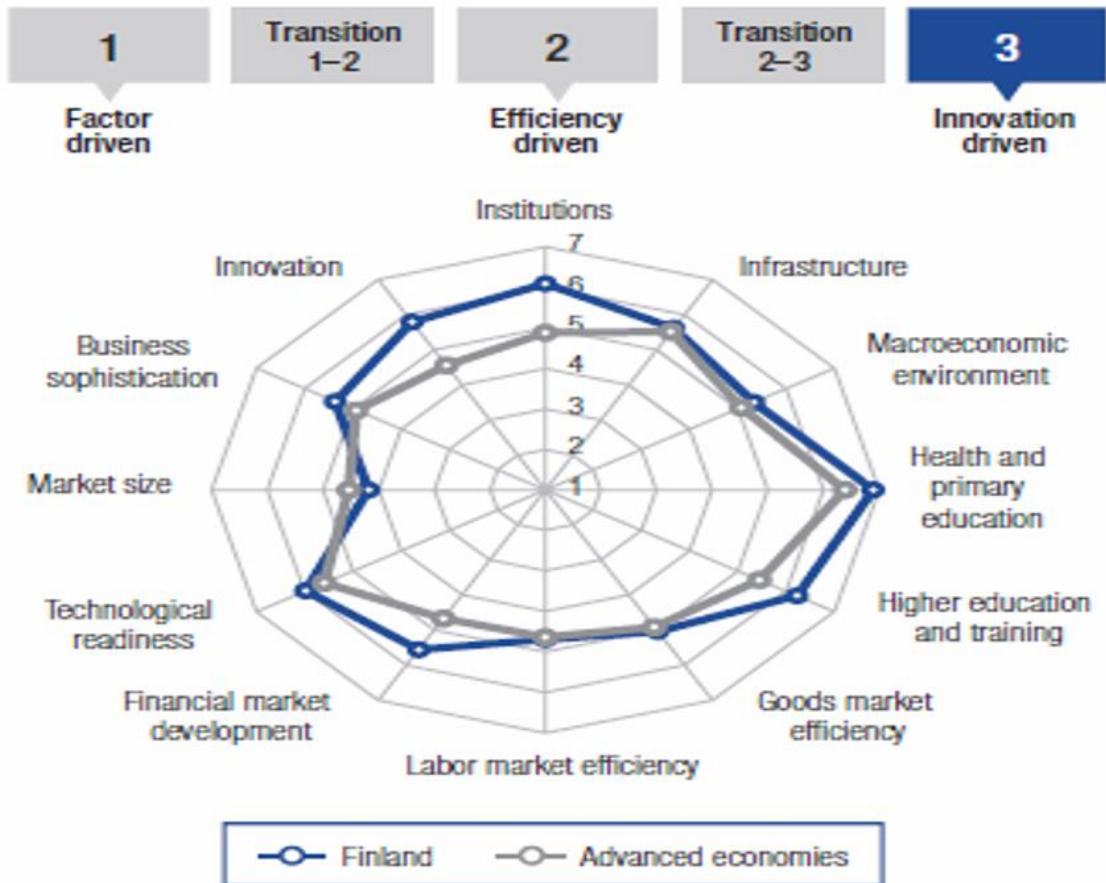 1
Transition
1–2
2
Transition
2–3
3
Factor
driven
Efficiency
driven
Innovation
driven
Institutions
7
6
5
4
3
2
1
Infrastructure
Macroeconomic
environment
Health and
primary
education
Higher education
and training
Goods market
efficiency
Labor market efficiency
Financial market
development
Technological
readiness
Market size
Business
sophistication
Innovation
Finland
Advanced economies